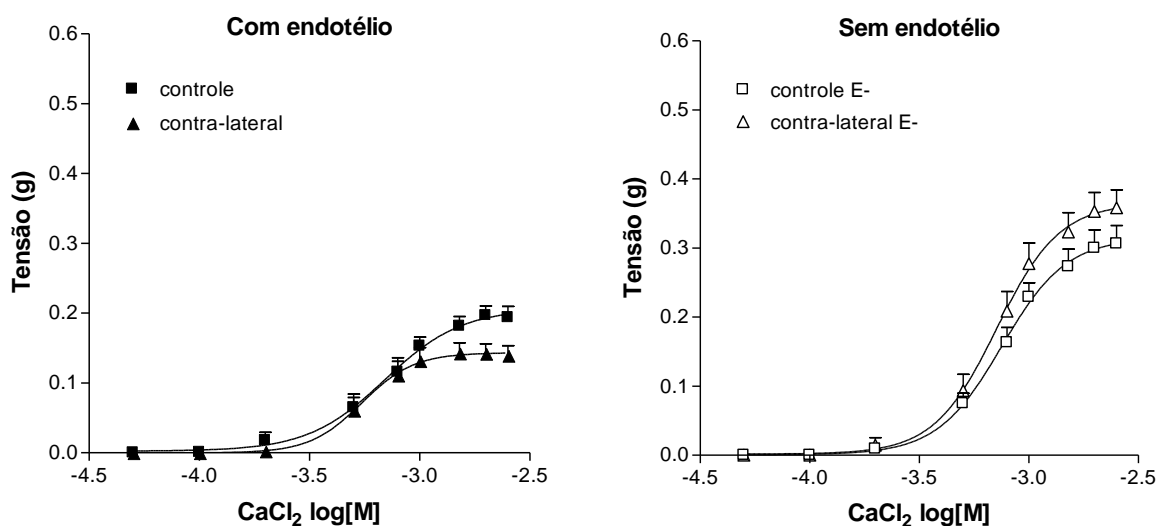 Com endotélio
controle
contra-lateral
Tensão (g)
0.6
0.5
0.4
0.3
0.2
0.1
0.0
-4.5
-4.0
-3.5
-3.0
-2.5
CaCl₂ log[M]
Sem endotélio
controle E-
contra-lateral E-
Tensão (g)
0.6
0.5
0.4
0.3
0.2
0.1
0.0
-4.5
-4.0
-3.5
-3.0
-2.5
CaCl₂ log[M]